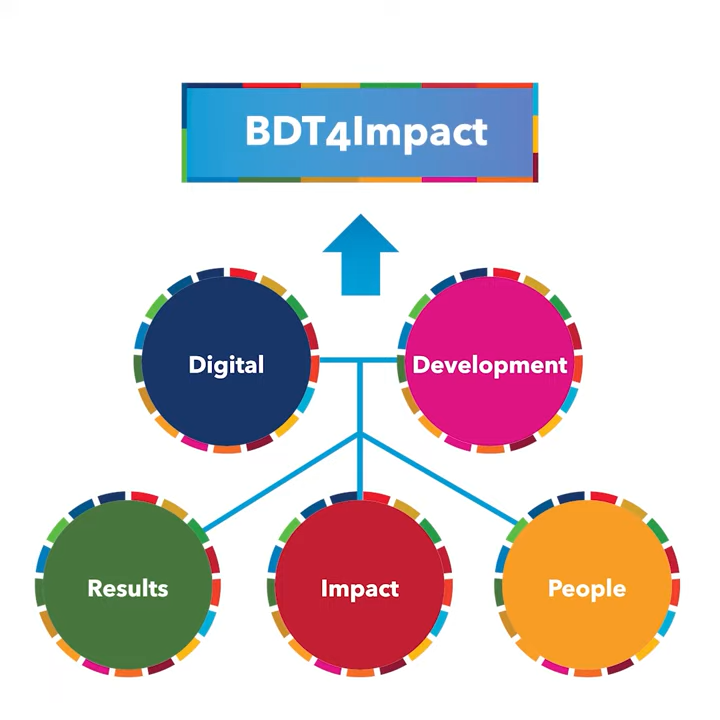 BDT4Impact
Digital
Development
Results
Impact
People